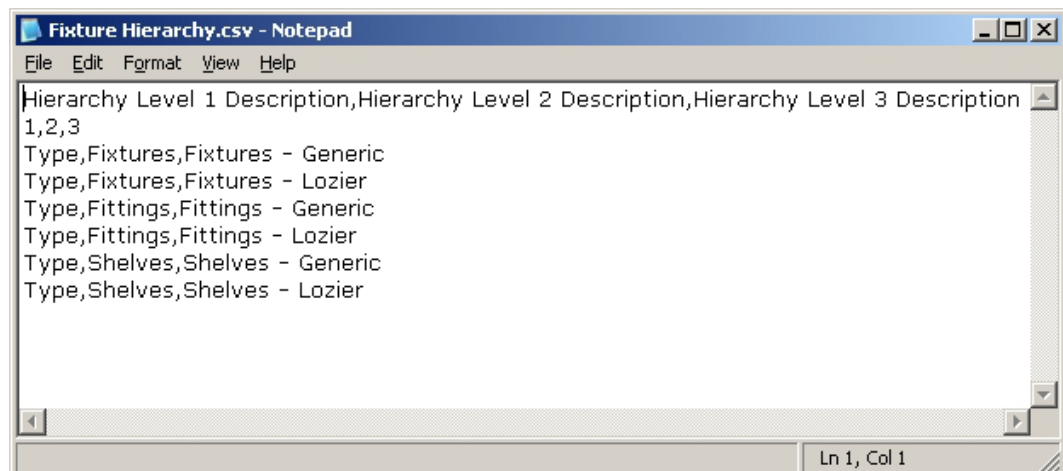 Fixture Hierarchy.csv - Notepad
File Edit Format View Help
Hierarchy Level 1 Description,Hierarchy Level 2 Description,Hierarchy Level 3 Description
1,2,3
Type,Fixtures,Fixtures - Generic
Type,Fixtures,Fixtures - Lozier
Type,Fittings,Fittings - Generic
Type,Fittings,Fittings - Lozier
Type,Shelves,Shelves - Generic
Type,Shelves,Shelves - Lozier
Ln 1, Col 1